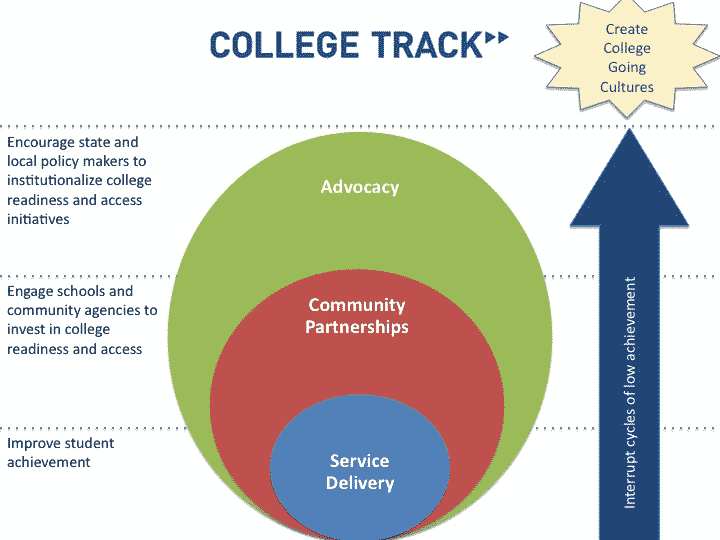 COLLEGE TRACK
Create
College
Going
Cultures
Encourage state and
local policy makers to
institutionalize college
readiness and access
initiatives
Advocacy
Engage schools and
community agencies to
invest in college
readiness and access
Community
Partnerships
Improve student
achievement
Service
Delivery
Interrupt cycles of low achievement